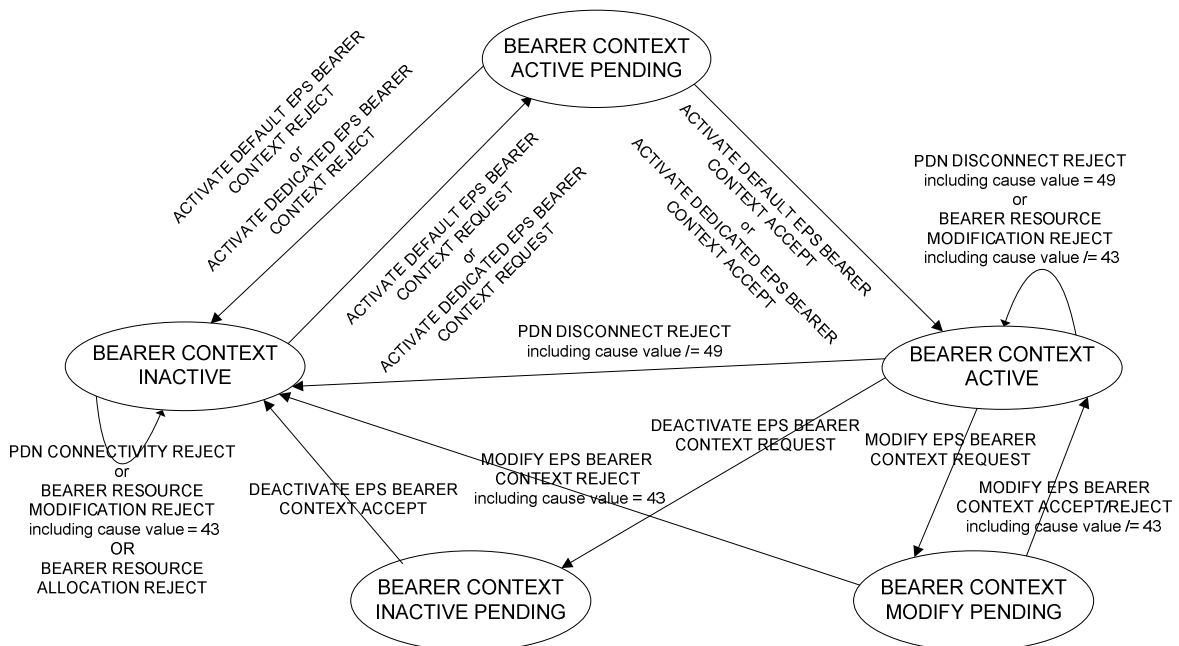 BEARER CONTEXT
ACTIVE PENDING
ACTIVATE DEFAULT EPS BEARER
CONTEXT REJECT
or
ACTIVATE DEDICATED EPS BEARER
CONTEXT REJECT
ACTIVATE DEFAULT EPS BEARER
CONTEXT REQUEST
or
ACTIVATE DEDICATED EPS BEARER
CONTEXT REQUEST
ACTIVATE DEFAULT EPS BEARER
CONTEXT ACCEPT
or
ACTIVATE DEDICATED EPS BEARER
CONTEXT ACCEPT
PDN DISCONNECT REJECT
including cause value = 49
or
BEARER RESOURCE
MODIFICATION REJECT
including cause value /= 43
BEARER CONTEXT
INACTIVE
PDN DISCONNECT REJECT
including cause value /= 49
BEARER CONTEXT
ACTIVE
PDN CONNECTIVITY REJECT
or
BEARER RESOURCE
MODIFICATION REJECT
including cause value = 43
OR
BEARER RESOURCE
ALLOCATION REJECT
DEACTIVATE EPS BEARER
CONTEXT ACCEPT
MODIFY EPS BEARER
CONTEXT REJECT
including cause value = 43
DEACTIVATE EPS BEARER
CONTEXT REQUEST
MODIFY EPS BEARER
CONTEXT REQUEST
MODIFY EPS BEARER
CONTEXT ACCEPT/REJECT
including cause value /= 43
BEARER CONTEXT
INACTIVE PENDING
BEARER CONTEXT
MODIFY PENDING